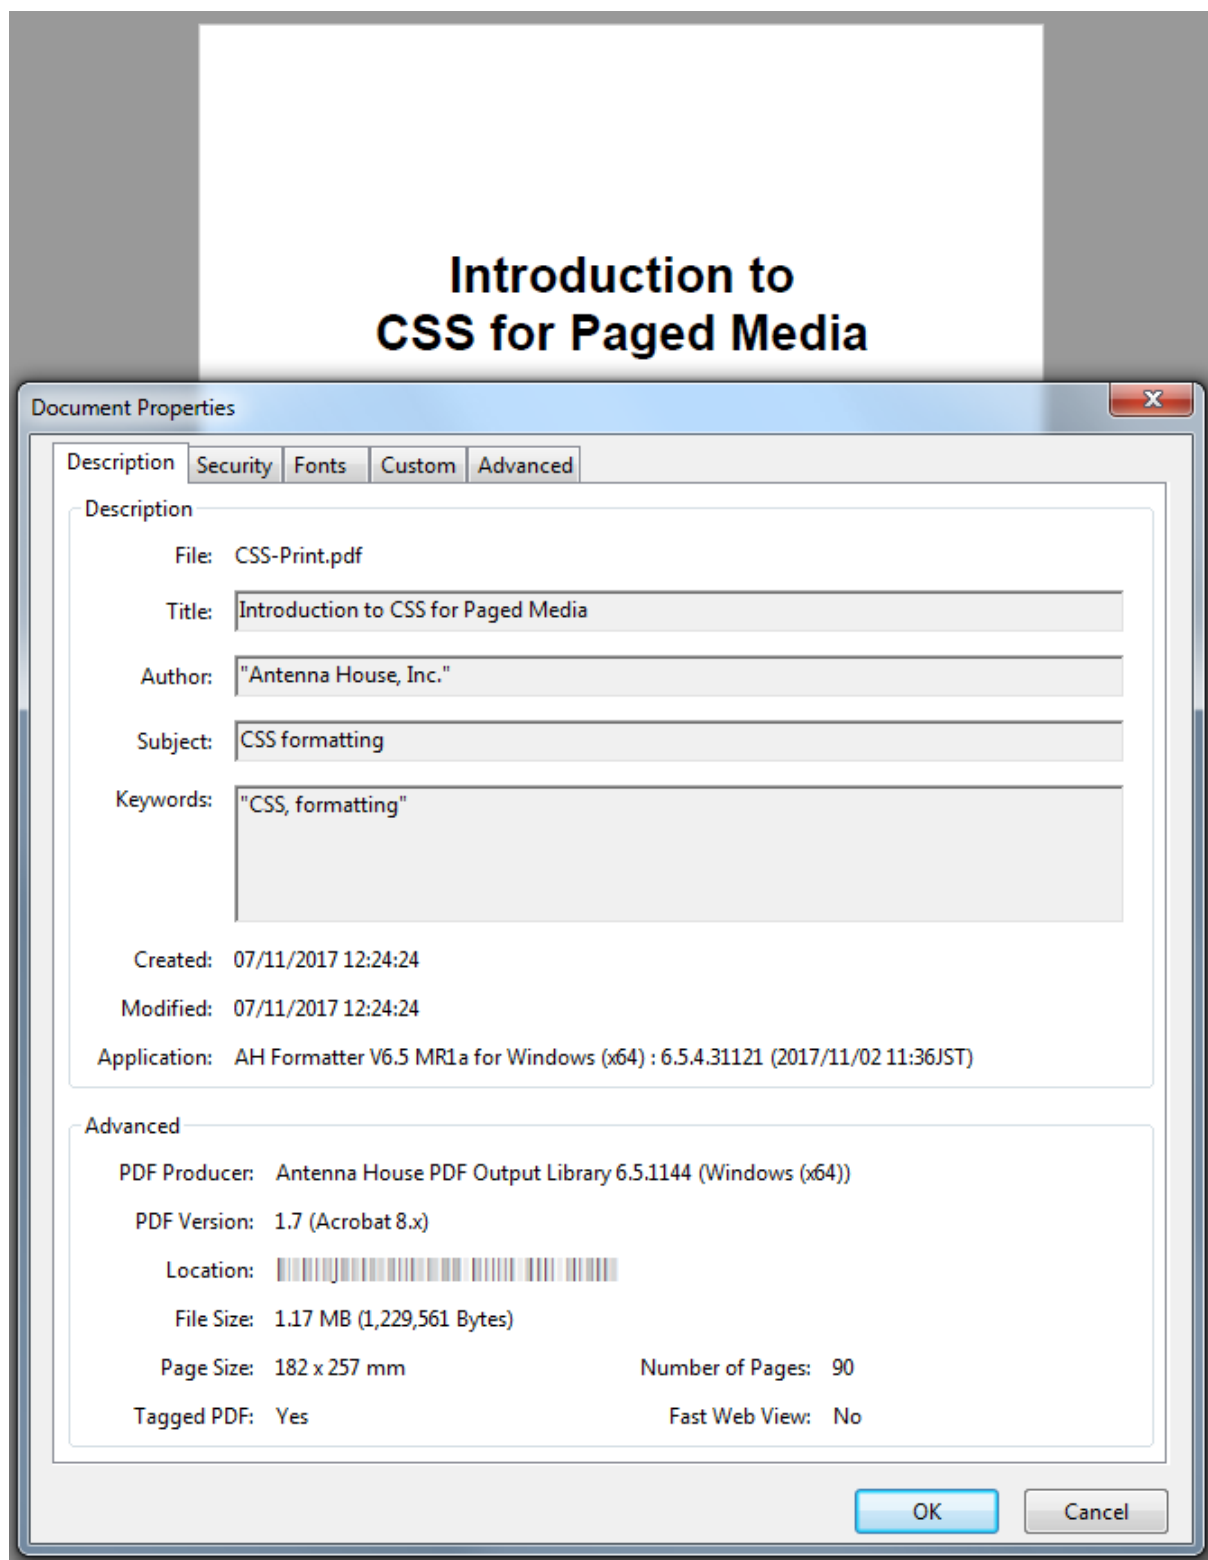 Introduction to
CSS for Paged Media
Document Properties
Description Security Fonts Custom Advanced
Description
File: CSS-Print.pdf
Title: Introduction to CSS for Paged Media
Author: "Antenna House, Inc."
Subject: CSS formatting
Keywords: "CSS, formatting"
Created: 07/11/2017 12:24:24
Modified: 07/11/2017 12:24:24
Application: AH Formatter V6.5 MR1a for Windows (x64) : 6.5.4.31121 (2017/11/02 11:36JST)
Advanced
PDF Producer: Antenna House PDF Output Library 6.5.1144 (Windows (x64))
PDF Version: 1.7 (Acrobat 8.x)
Location:
File Size: 1.17 MB (1,229,561 Bytes)
Page Size: 182 x 257 mm Number of Pages: 90
Tagged PDF: Yes Fast Web View: No
OK Cancel